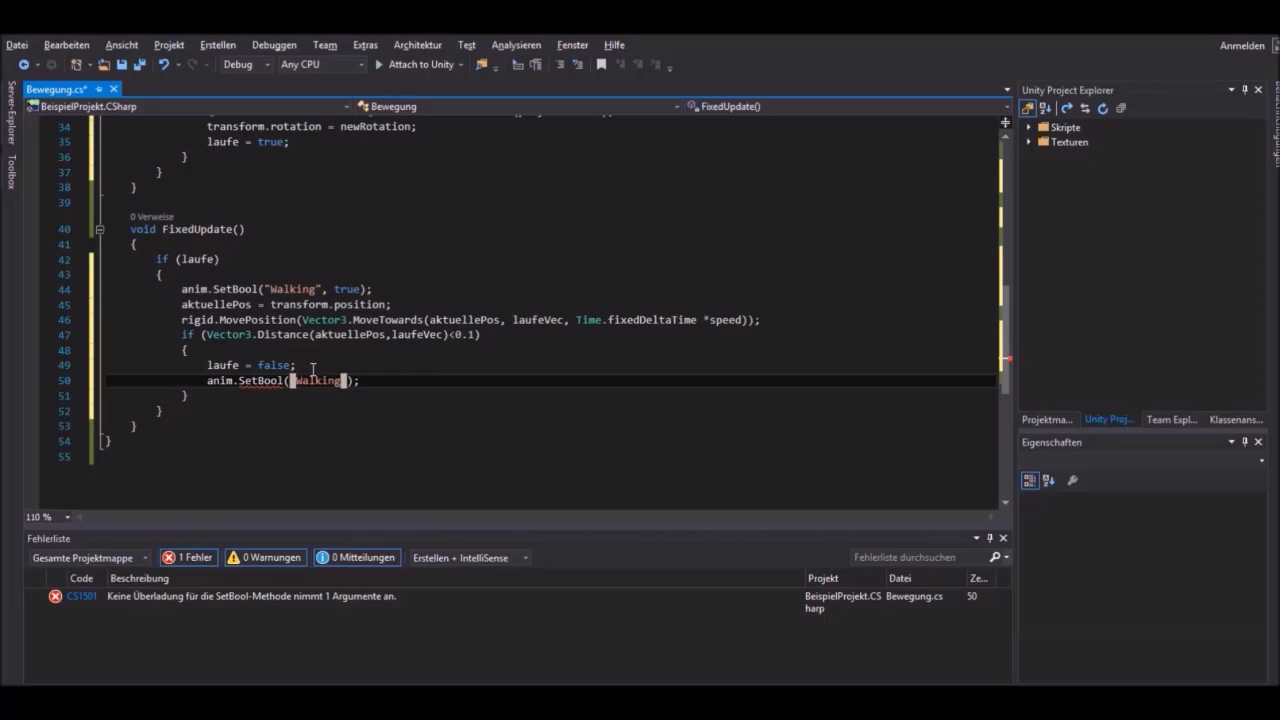 Datei Bearbeiten Ansicht Projekt Erstellen Debuggen Team Extras Architektur Test Analysieren Fenster Hilfe Anmelden
Debug Any CPU Attach to Unity
Bewegung.cs*
Unity Project Explorer
BeispielProjekt.CSharp Bewegung FixedUpdate()
Server-Explorer
Toolbox
34 transform.rotation = newRotation;
35 laufe = true;
36 }
37 }
38 }
39
0 Verweise
40 void FixedUpdate()
41 {
42 if (laufe)
43 {
44 anim.SetBool("Walking", true);
45 aktuellePos = transform.position;
46 rigid.MovePosition(Vector3.MoveTowards(aktuellePos, laufeVec, Time.fixedDeltaTime *speed));
47 if (Vector3.Distance(aktuellePos,laufeVec)<0.1)
48 {
49 laufe = false;
50 anim.SetBool("Walking");
51 }
52 }
53 }
54 }
55
110 %
Skripte
Texturen
Projektma... Unity Proj... Team Expl... Klassenans...
Eigenschaften
Fehlerliste
Gesamte Projektmappe 1 Fehler 0 Warnungen 0 Mitteilungen Erstellen + IntelliSense Fehlerliste durchsuchen
Code Beschreibung Projekt Datei Ze...
CS1501 Keine Überladung für die SetBool-Methode nimmt 1 Argumente an. BeispielProjekt.CS Bewegung.cs 50
harp